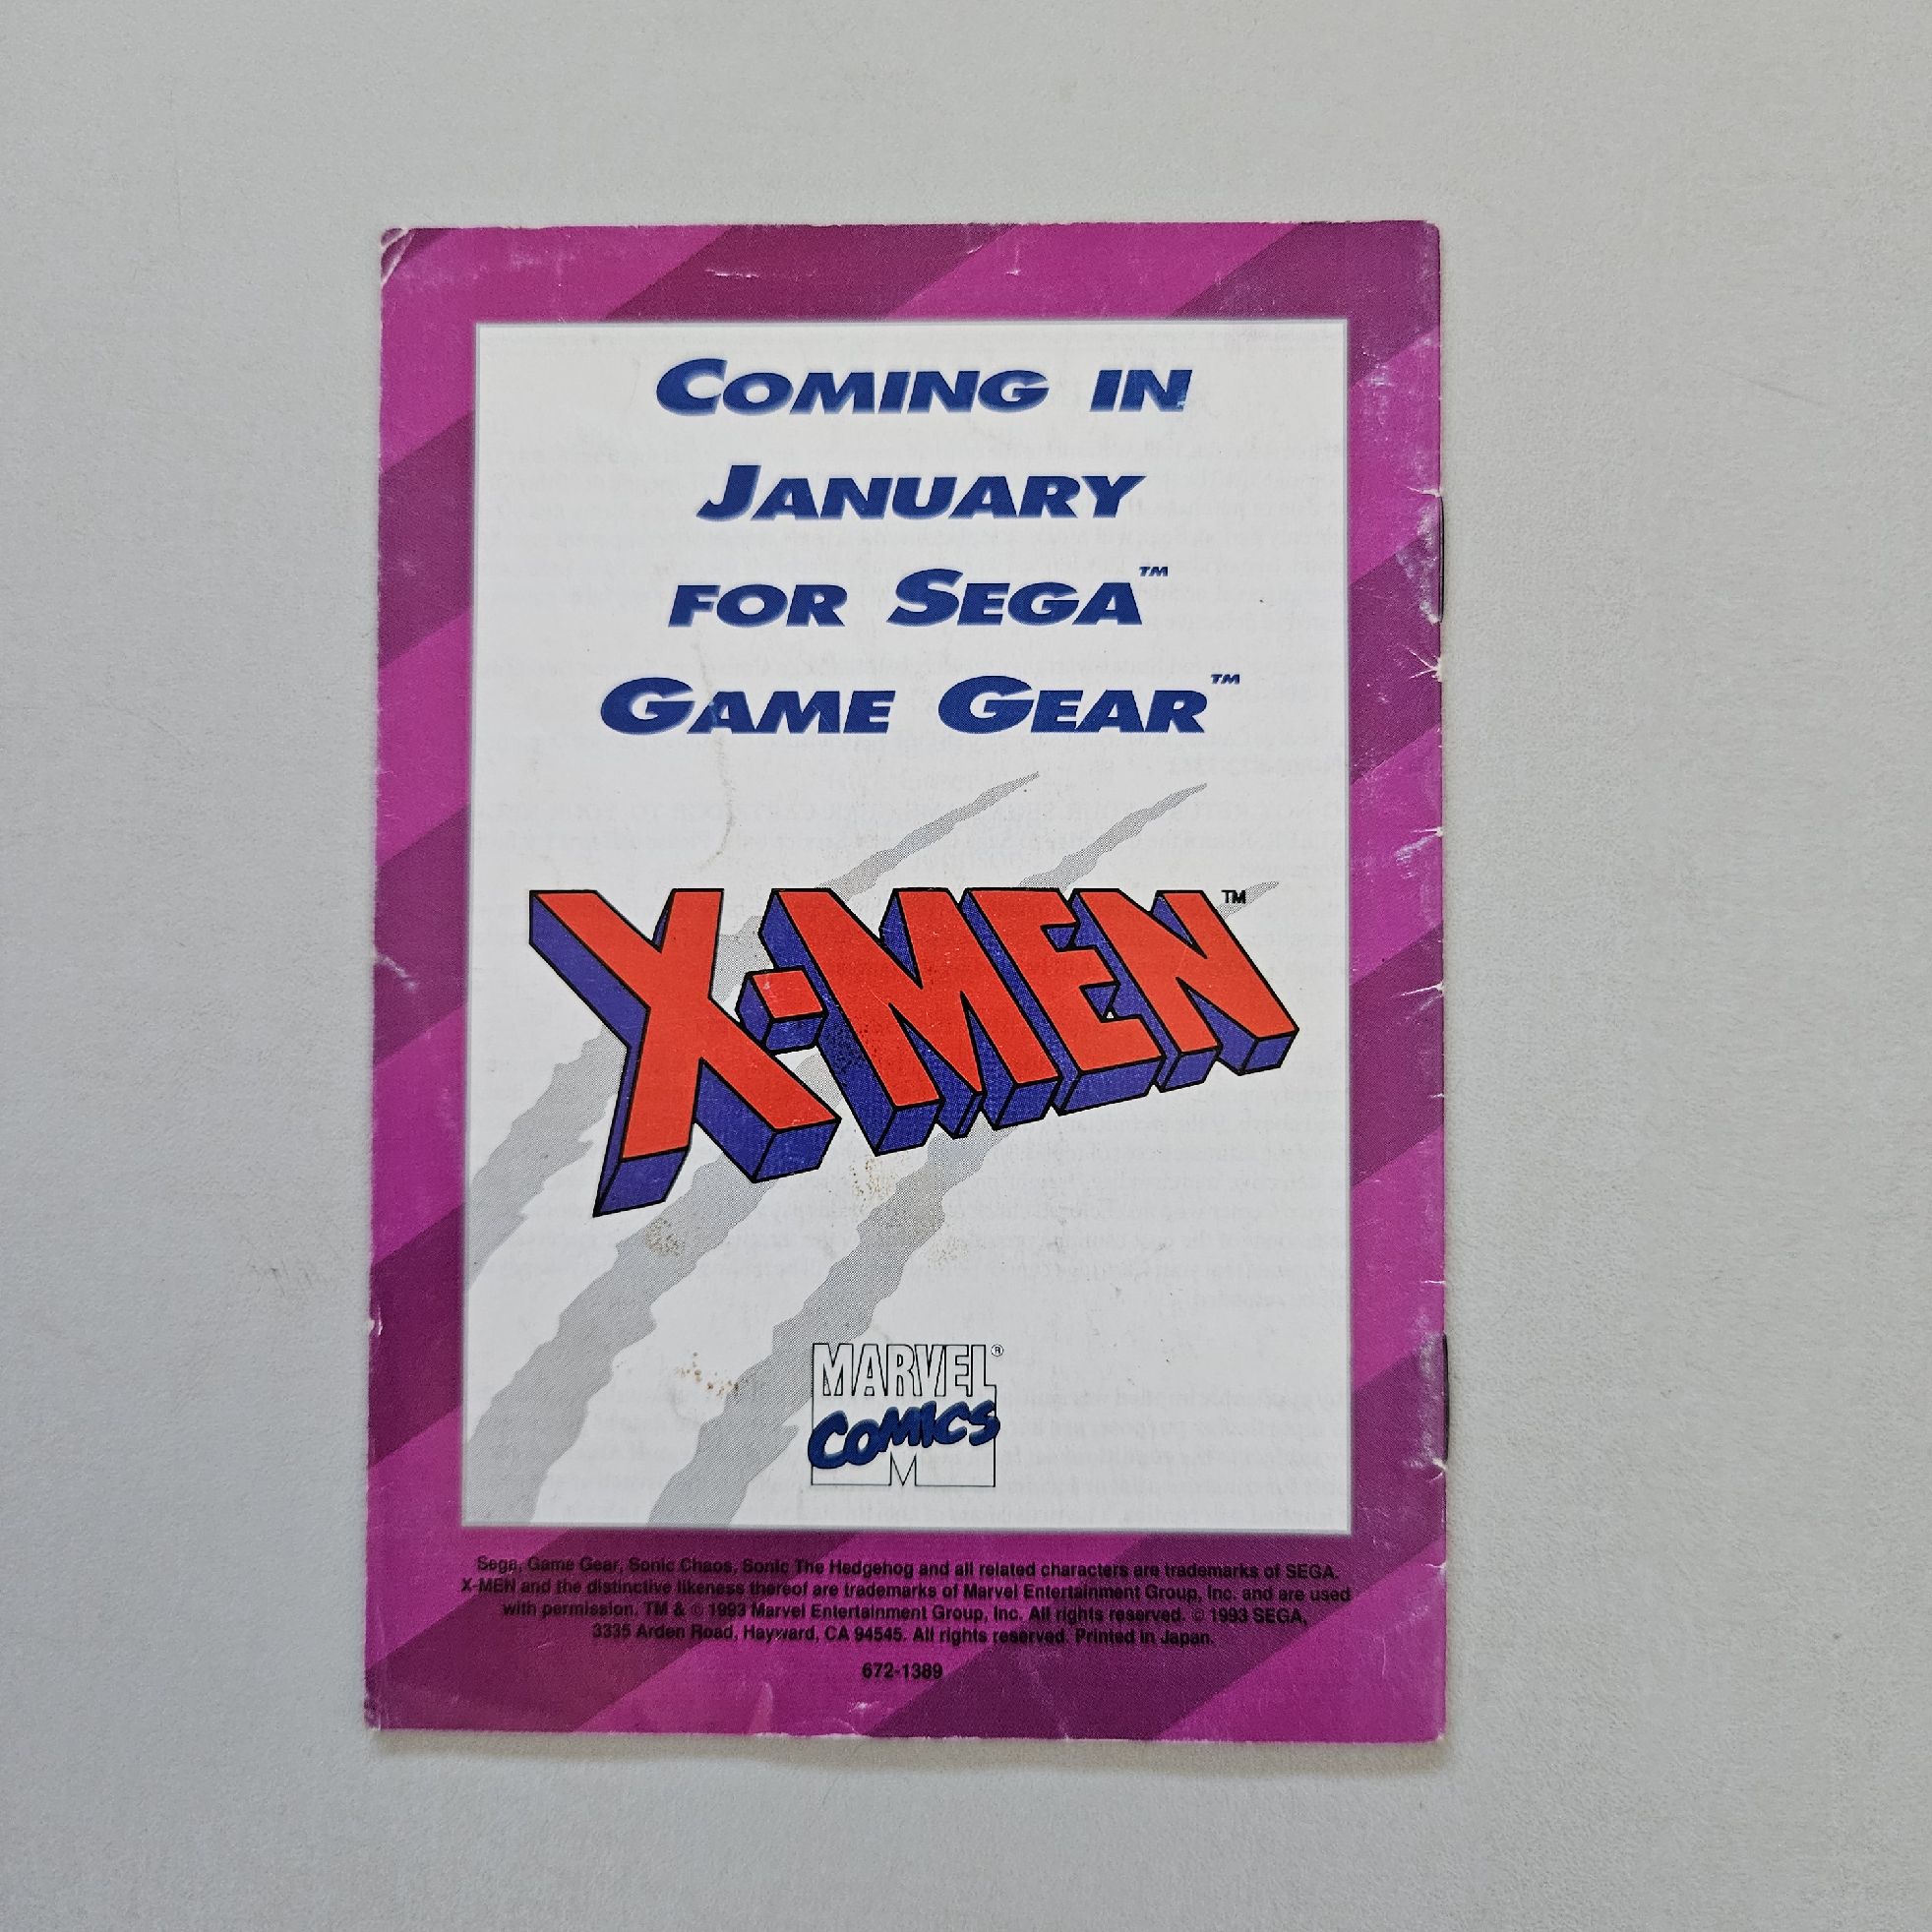 COMING IN
JANUARY
FOR SEGA™
GAME GEAR™
X-MEN™
MARVEL®
COMICS
M
Sega, Game Gear, Sonic Chaos, Sonic The Hedgehog and all related characters are trademarks of SEGA.
X-MEN and the distinctive likeness thereof are trademarks of Marvel Entertainment Group, Inc. and are used
with permission. TM & © 1993 Marvel Entertainment Group, Inc. All rights reserved. © 1993 SEGA,
3335 Arden Road, Hayward, CA 94545. All rights reserved. Printed in Japan.
672-1389